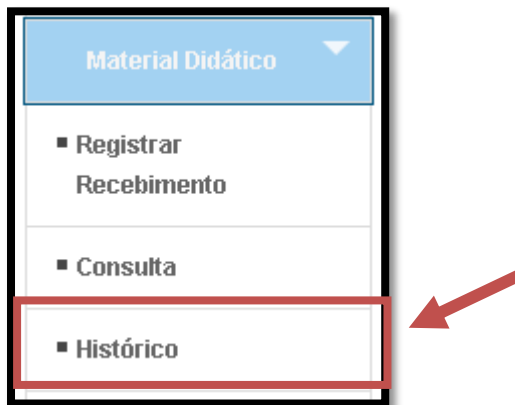 Material Didático
Registrar
Recebimento
Consulta
Histórico